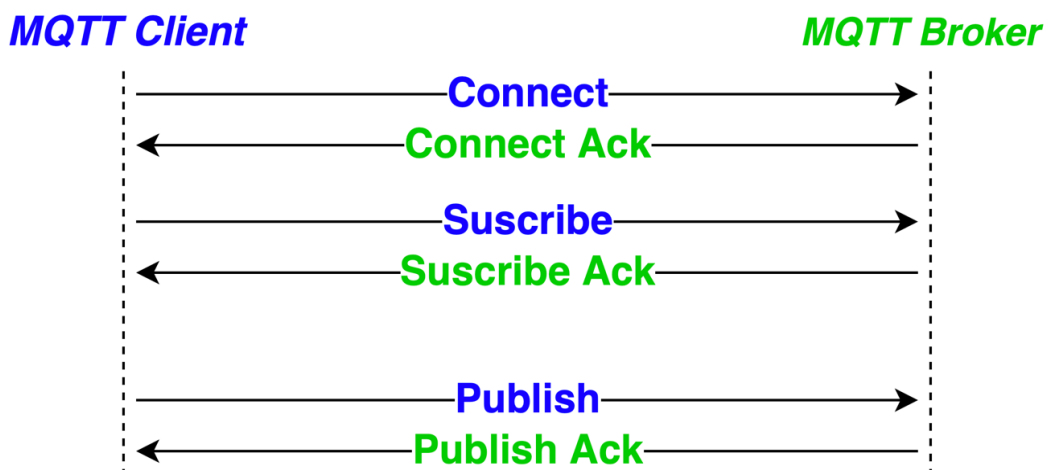 MQTT Client
MQTT Broker
Connect
Connect Ack
Suscribe
Suscribe Ack
Publish
Publish Ack